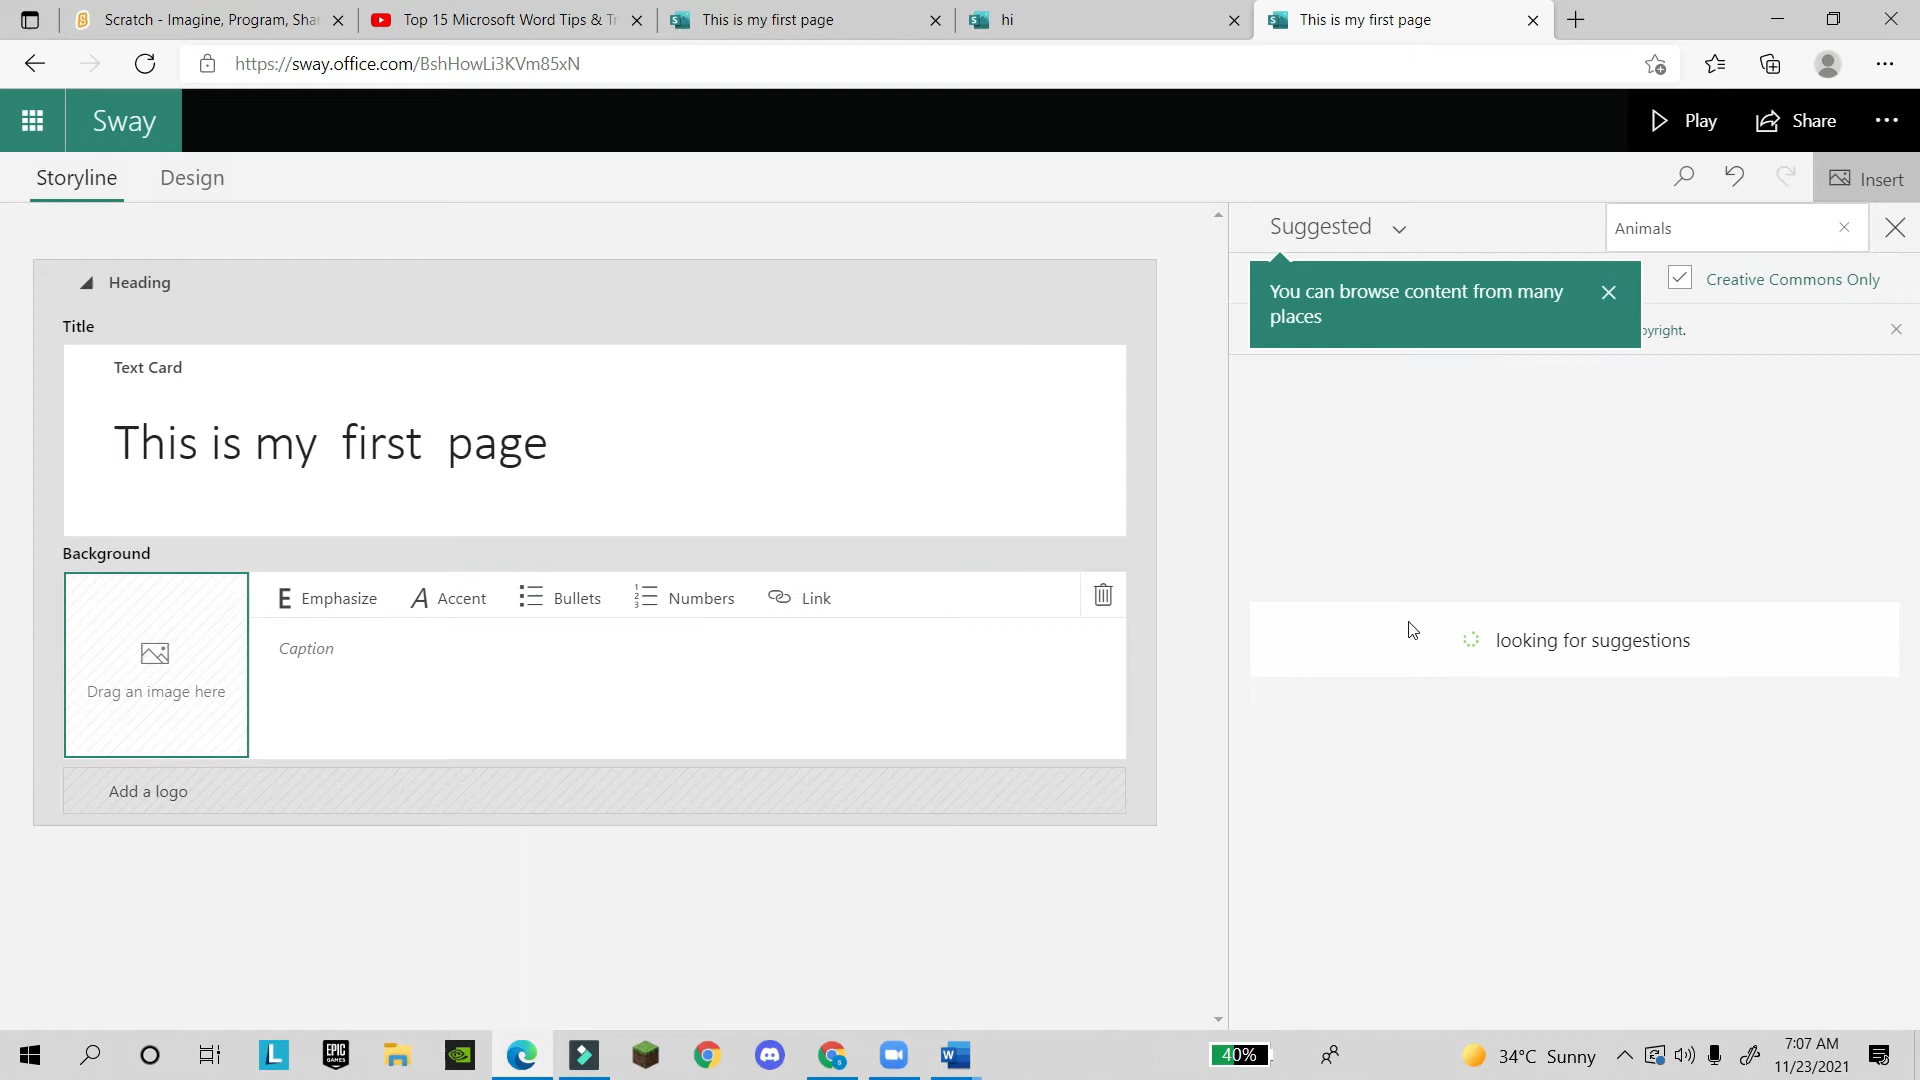 Scratch - Imagine, Program, Shar
Top 15 Microsoft Word Tips & Tr
This is my first page
hi
This is my first page
https://sway.office.com/BshHowLi3KVm85xN
Sway
Play
Share
Storyline
Design
Insert
Suggested
Animals
You can browse content from many
places
Creative Commons Only
pyright.
Heading
Title
Text Card
This is my first page
Background
Emphasize
Accent
Bullets
Numbers
Link
Drag an image here
Caption
looking for suggestions
Add a logo
40%
34°C Sunny
7:07 AM
11/23/2021